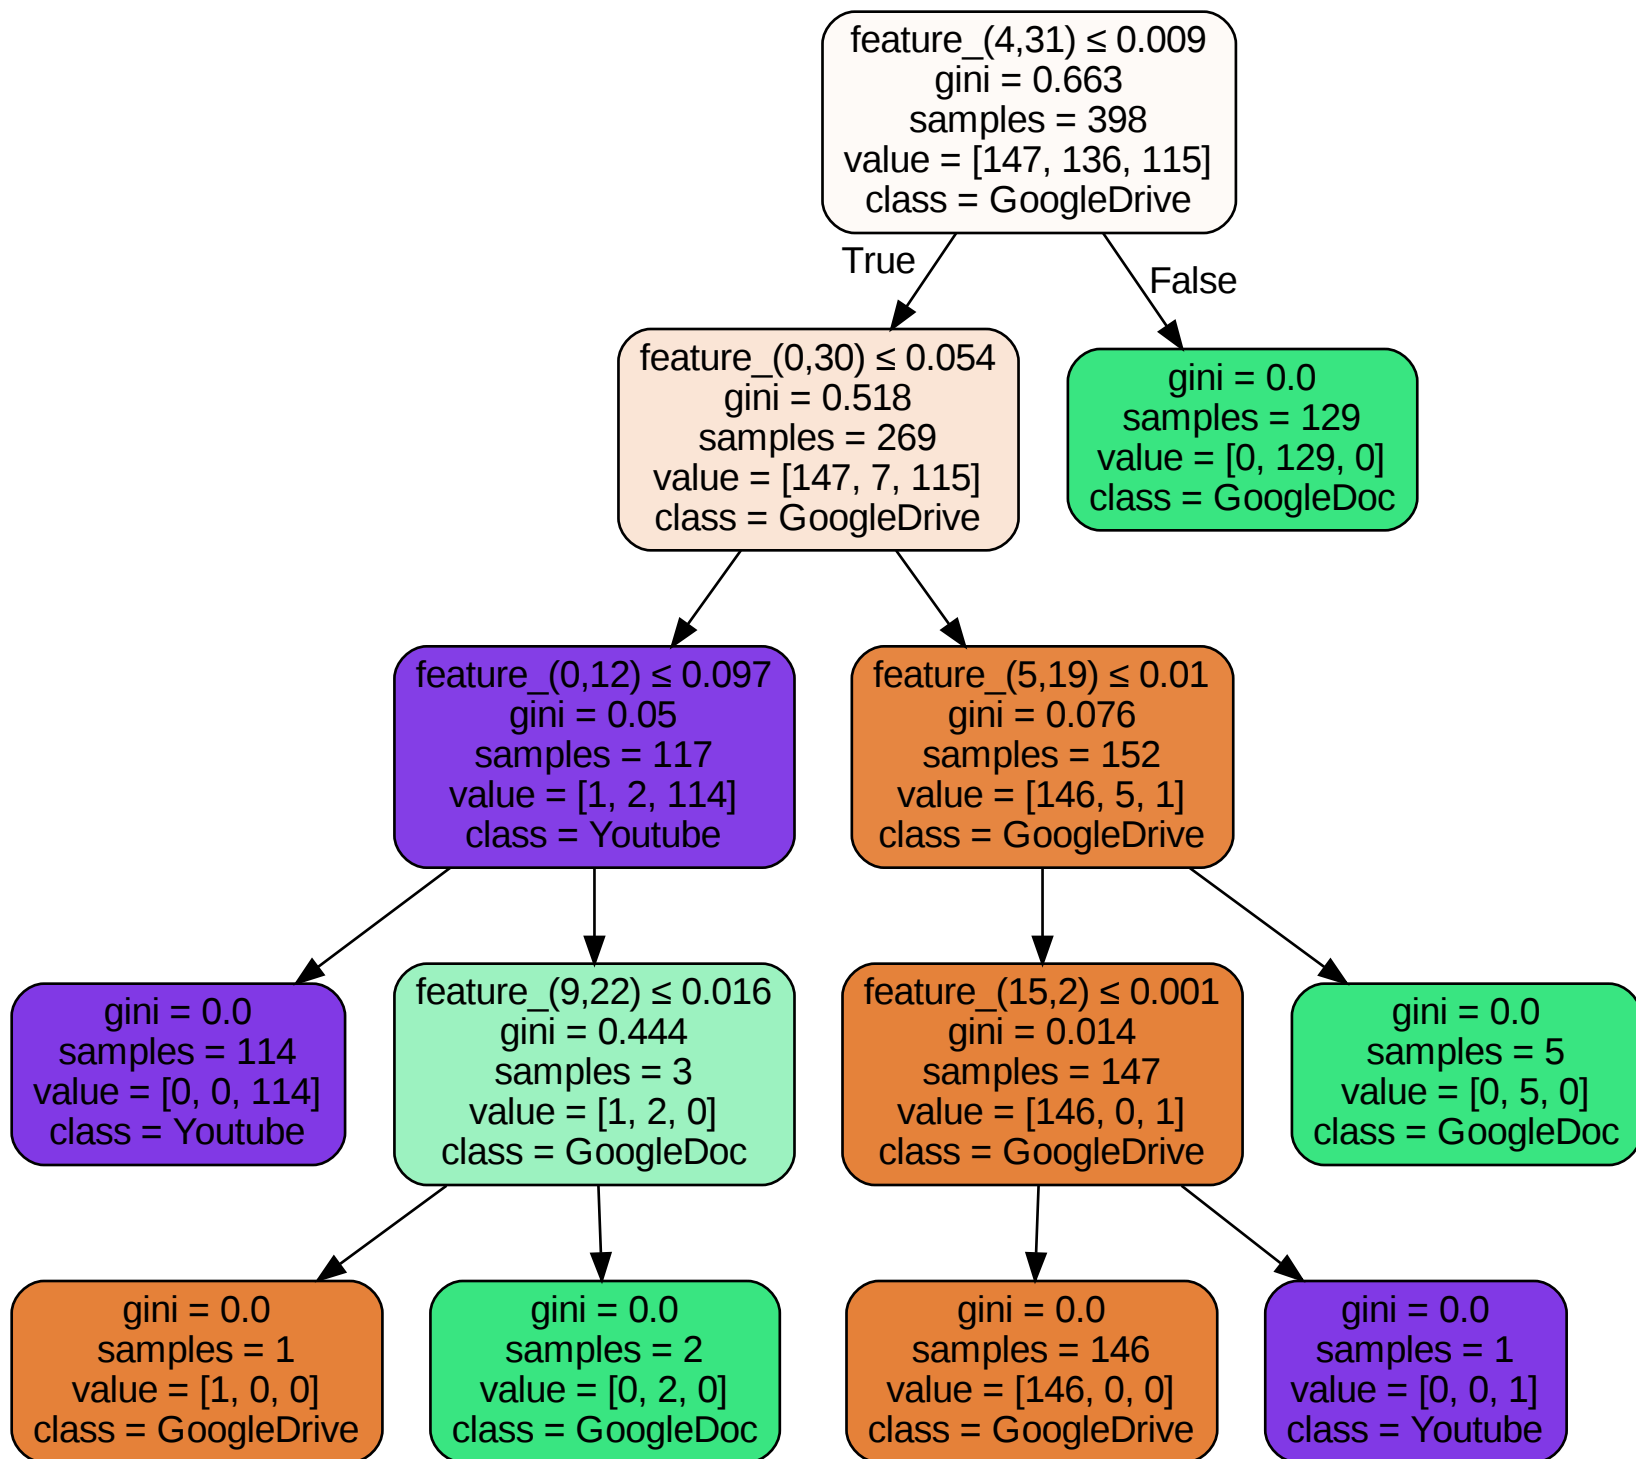 feature_(4,31) ≤ 0.009
gini = 0.663
samples = 398
value = [147, 136, 115]
class = GoogleDrive
True
False
feature_(0,30) ≤ 0.054
gini = 0.518
samples = 269
value = [147, 7, 115]
class = GoogleDrive
gini = 0.0
samples = 129
value = [0, 129, 0]
class = GoogleDoc
feature_(0,12) ≤ 0.097
gini = 0.05
samples = 117
value = [1, 2, 114]
class = Youtube
feature_(5,19) ≤ 0.01
gini = 0.076
samples = 152
value = [146, 5, 1]
class = GoogleDrive
gini = 0.0
samples = 114
value = [0, 0, 114]
class = Youtube
feature_(9,22) ≤ 0.016
gini = 0.444
samples = 3
value = [1, 2, 0]
class = GoogleDoc
feature_(15,2) ≤ 0.001
gini = 0.014
samples = 147
value = [146, 0, 1]
class = GoogleDrive
gini = 0.0
samples = 5
value = [0, 5, 0]
class = GoogleDoc
gini = 0.0
samples = 1
value = [1, 0, 0]
class = GoogleDrive
gini = 0.0
samples = 2
value = [0, 2, 0]
class = GoogleDoc
gini = 0.0
samples = 146
value = [146, 0, 0]
class = GoogleDrive
gini = 0.0
samples = 1
value = [0, 0, 1]
class = Youtube